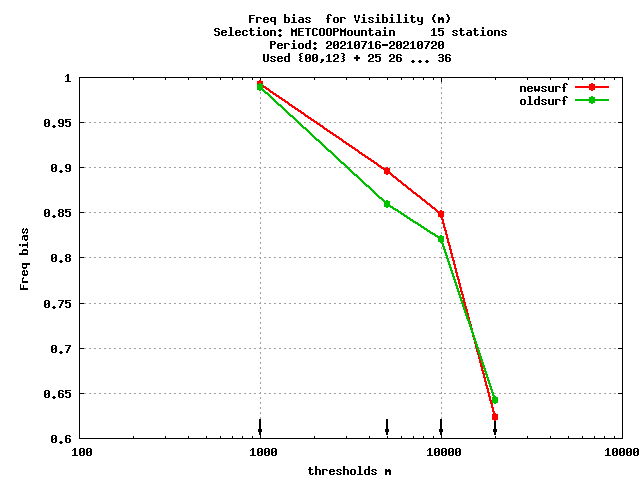 Freq bias  for Visibility (m)
Selection: METCOOPMountain     15 stations
Period: 20210716-20210720
Used {00,12} + 25 26 ... 36
newsurf
oldsurf
1
0.95
0.9
0.85
0.8
0.75
0.7
0.65
0.6
Freq bias
100
1000
10000
10000
thresholds m